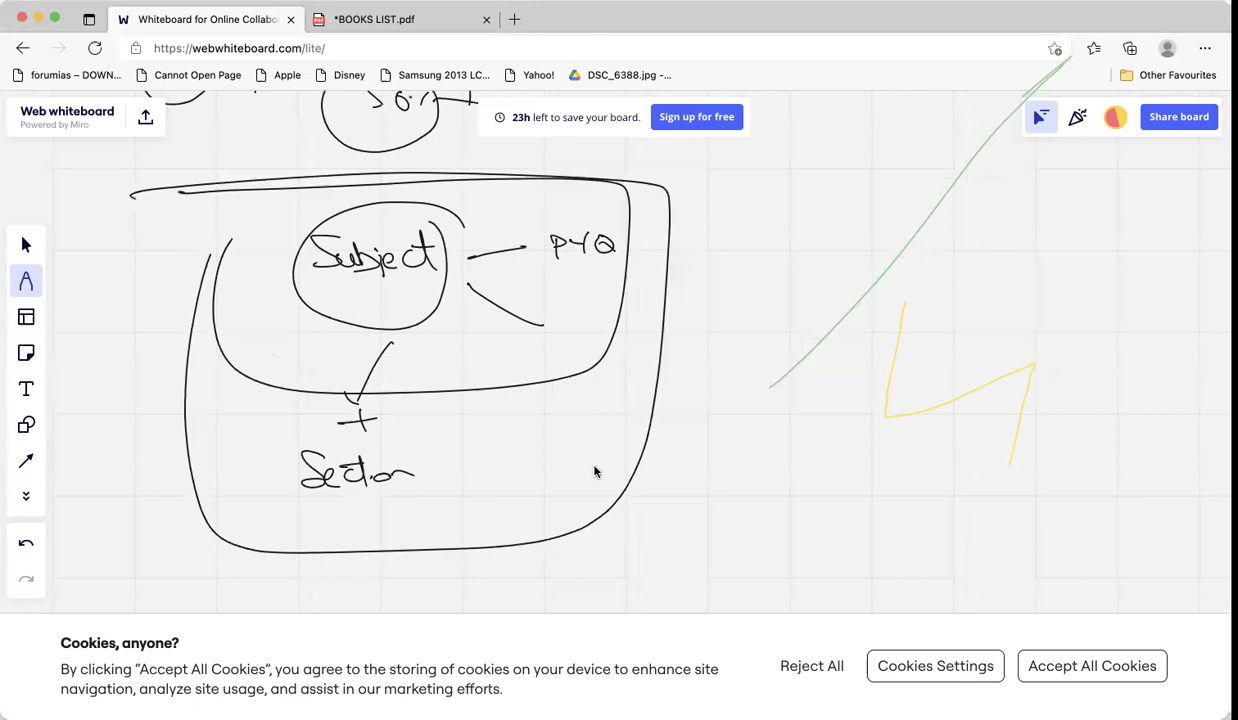 Whiteboard for Online Collabo
*BOOKS LIST.pdf
https://webwhiteboard.com/lite/
forumias – DOWN...
Cannot Open Page
Apple
Disney
Samsung 2013 LC...
Yahoo!
DSC_6388.jpg -...
Other Favourites
Web whiteboard
Powered by Miro
23h left to save your board.
Sign up for free
Share board
Subject
PYQ
+
Section
T
Cookies, anyone?
By clicking “Accept All Cookies”, you agree to the storing of cookies on your device to enhance site
navigation, analyze site usage, and assist in our marketing efforts.
Reject All
Cookies Settings
Accept All Cookies